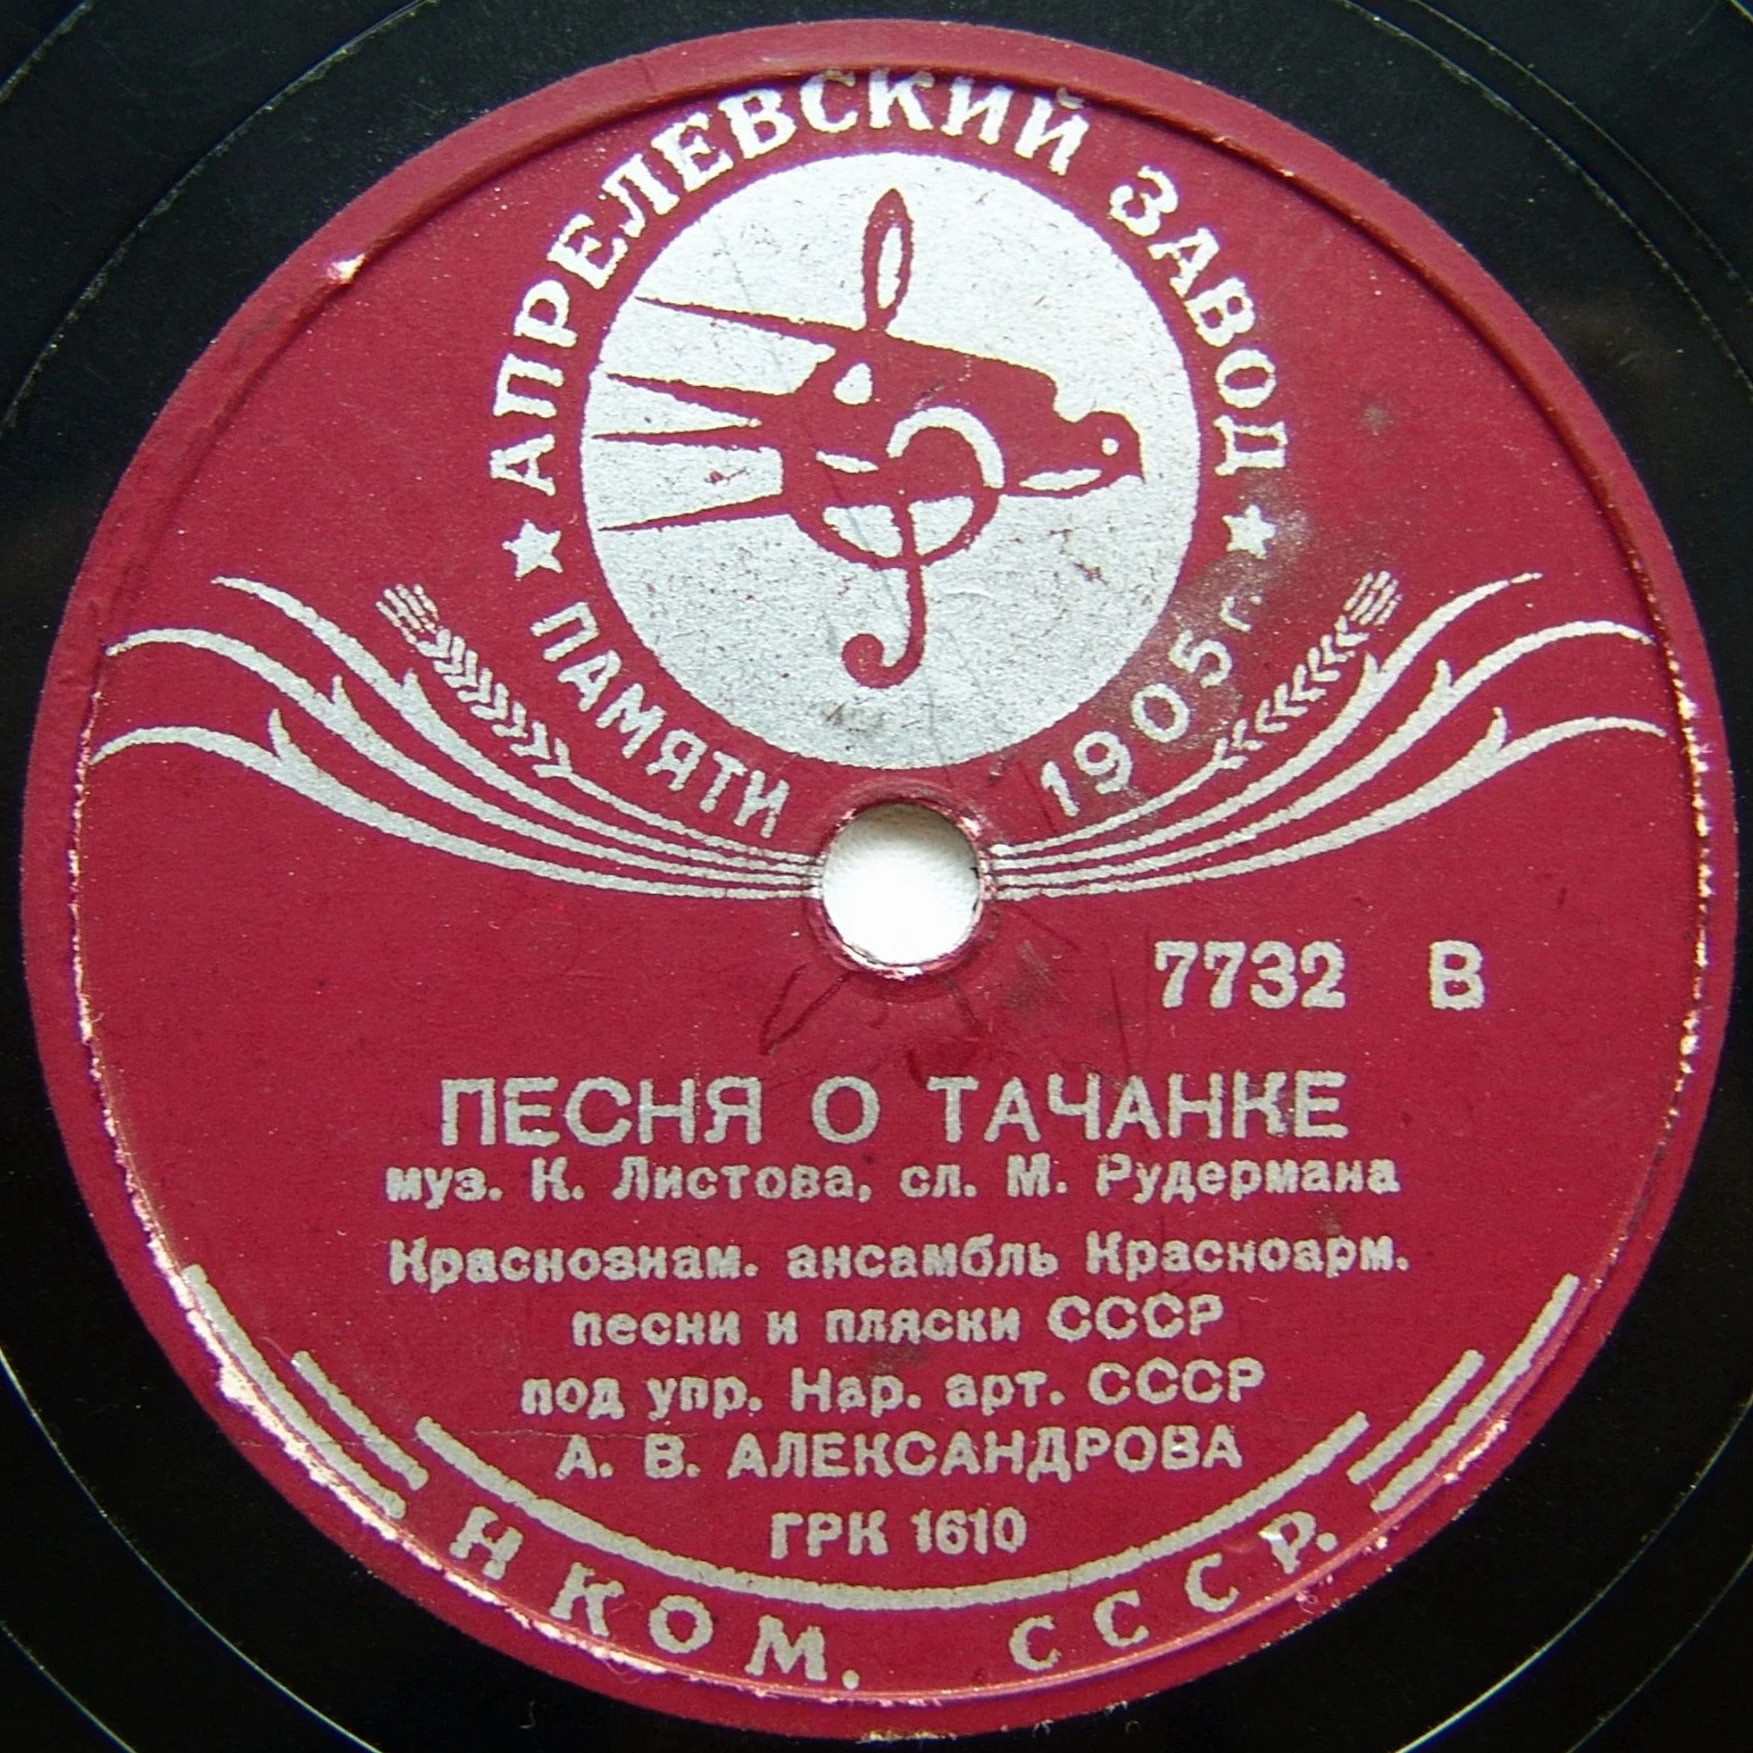 АПРЕЛЕВСКИЙ ЗАВОД
ПАМЯТИ 1905 г.
7732 В
ПЕСНЯ О ТАЧАНКЕ
муз. К. Листова, сл. М. Рудермана
Краснознам. ансамбль Красноарм.
песни и пляски СССР
под упр. Нар. арт. СССР
А. В. АЛЕКСАНДРОВА
ГРК 1610
НКОМ. СССР.